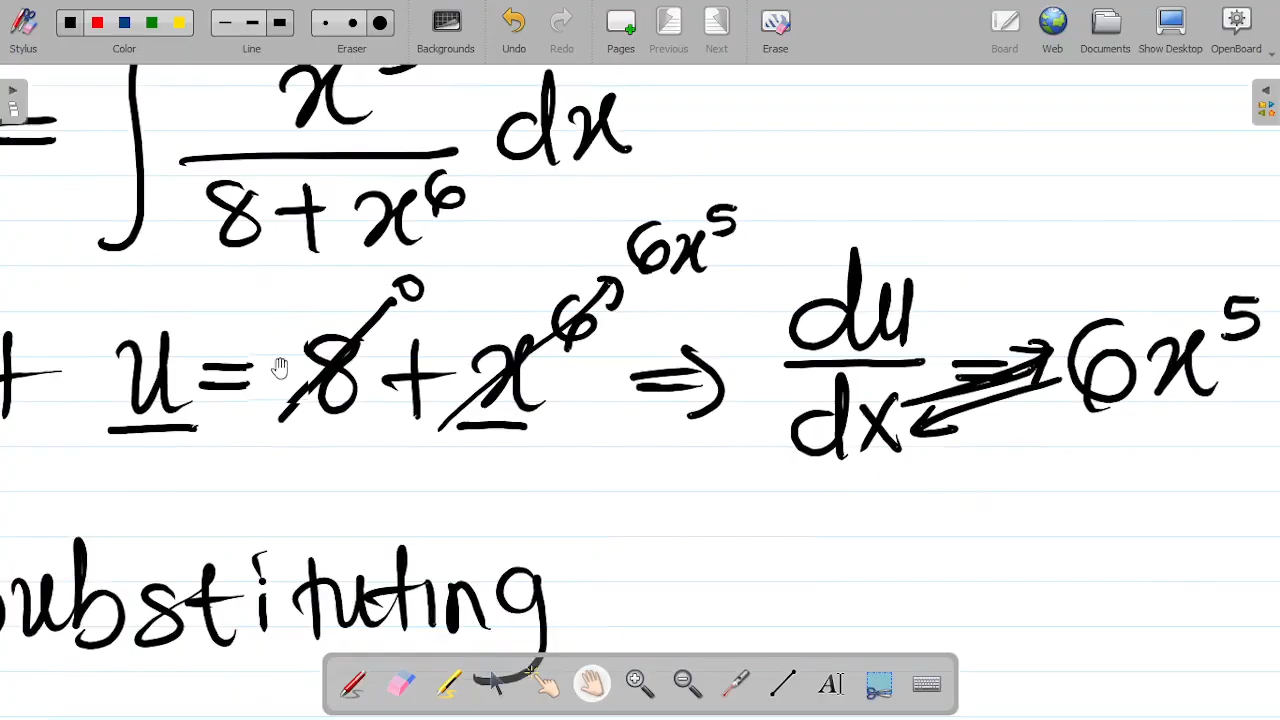 Stylus Color Line Eraser Backgrounds Undo Redo Pages Previous Next Erase Board Web Documents Show Desktop OpenBoard
= ∫ x / 8 + x⁶ dx
0 6x⁵
u = 8 + x⁶ ⇒ du/dx = 6x⁵
ubstituting